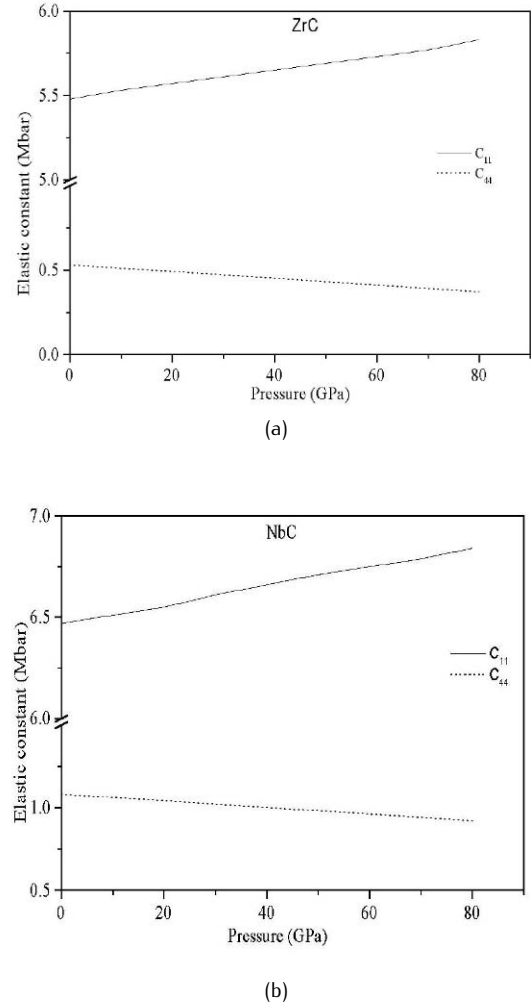 ZrC
6.0
5.5
5.0
0.5
0.0
Elastic constant (Mbar)
C₁₁
C₄₄
0 20 40 60 80
Pressure (GPa)
(a)
NbC
7.0
6.5
6.0
1.0
0.5
Elastic constant (Mbar)
C₁₁
C₄₄
0 20 40 60 80
Pressure (GPa)
(b)